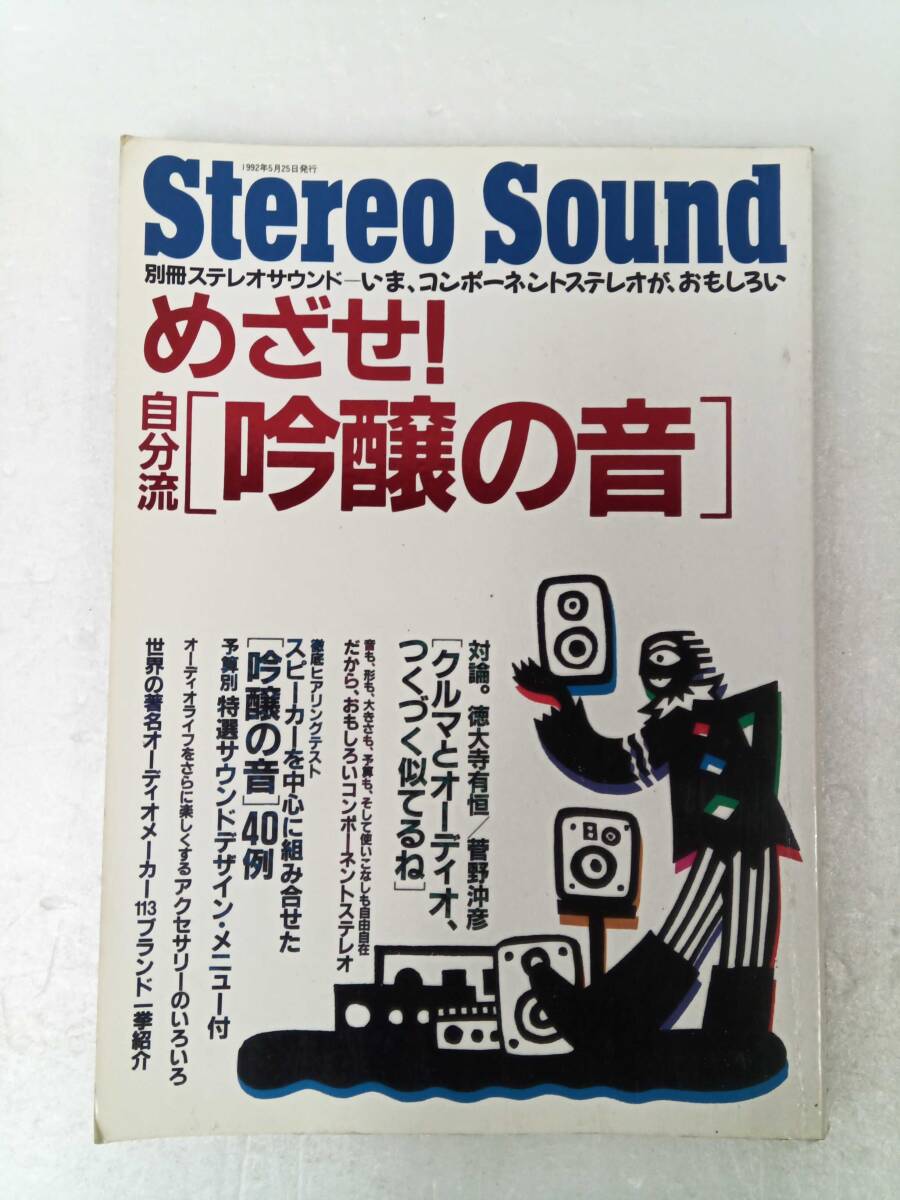 1992年5月25日発行
Stereo Sound
別冊ステレオサウンド─いま、コンポーネントステレオが、おもしろい
めざせ!
自分流
[吟醸の音]
対論。徳大寺有恒/菅野沖彦
[クルマとオーディオ、
つくづく似てるね]
音も、形も、大きさも、予算も、そして使いこなしも自由自在
だから、おもしろいコンポーネントステレオ
徹底ヒアリングテスト
スピーカーを中心に組み合せた
[吟醸の音]40例
予算別 特選サウンドデザイン・メニュー付
オーディオライフをさらに楽しくするアクセサリーのいろいろ
世界の著名オーディオメーカー113ブランド一挙紹介